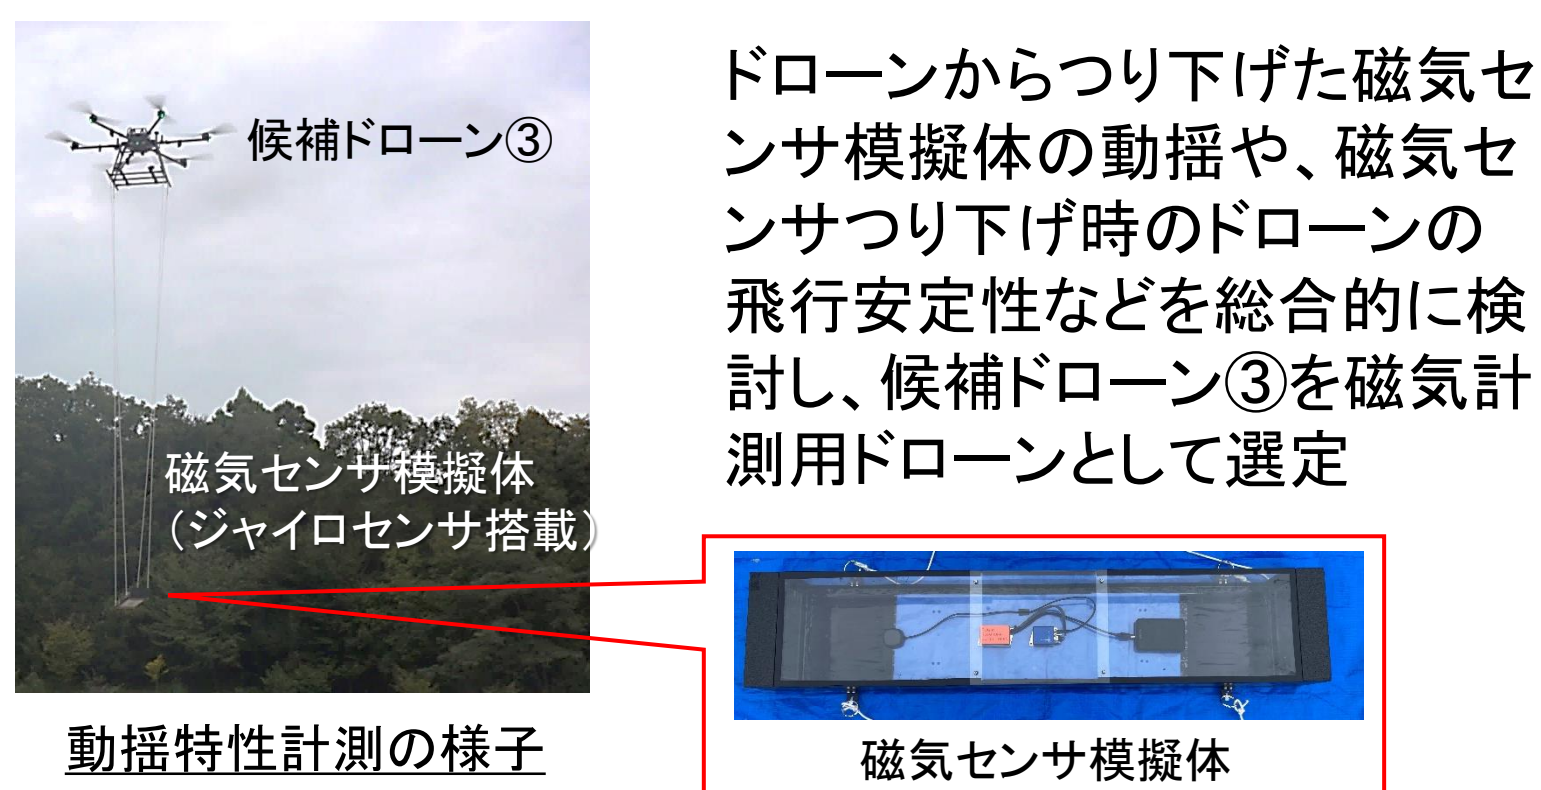 候補ドローン③
磁気センサ模擬体
（ジャイロセンサ搭載）
動揺特性計測の様子
ドローンからつり下げた磁気セ
ンサ模擬体の動揺や、磁気セ
ンサつり下げ時のドローンの
飛行安定性などを総合的に検
討し、候補ドローン③を磁気計
測用ドローンとして選定
磁気センサ模擬体